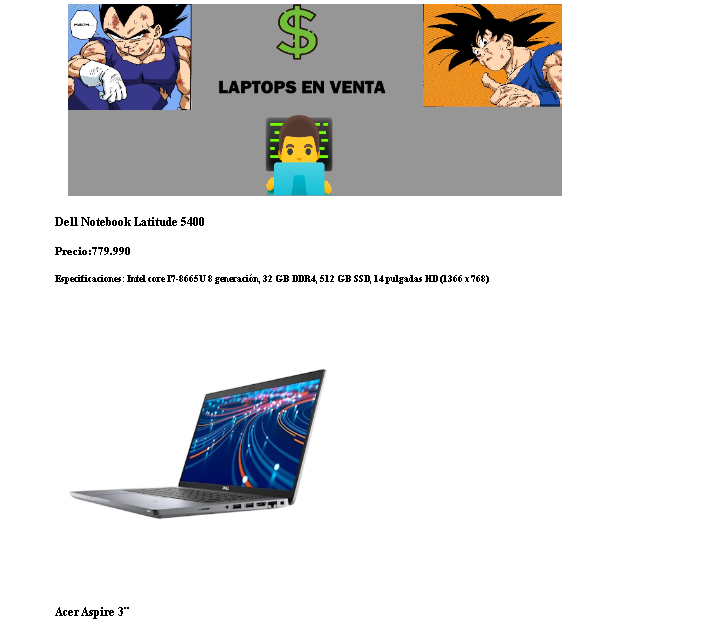 LAPTOPS EN VENTA
Dell Notebook Latitude 5400
Precio:779.990
Especificaciones: Intel core I7-8665U 8 generación, 32 GB DDR4, 512 GB SSD, 14 pulgadas HD (1366 x 768)
DELL
Acer Aspire 3¨